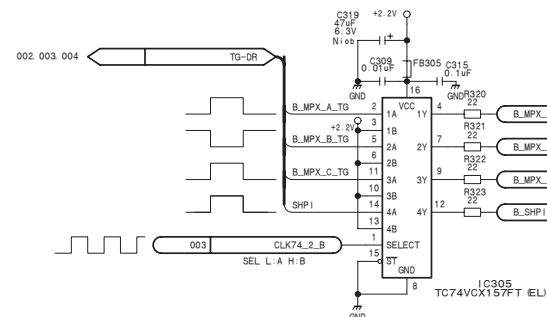 C319
47uF
6.3V
Niob
+2.2V
+
002.003.004
TG-DR
C309
0.01uF
FB305
C315
0.1uF
GND
16
GND
VCC
R320
22
B_MPX_A_TG
2
1A
1Y
4
B_MPX_
+2.2V
3
1B
R321
22
B_MPX_B_TG
5
2A
2Y
7
B_MPX_
6
2B
R322
22
B_MPX_C_TG
11
3A
3Y
9
B_MPX_
10
3B
R323
22
SHPI
14
4A
4Y
12
B_SHPI
13
4B
003
CLK74_2_B
1
SELECT
SEL L:A H:B
15
ST
GND
8
IC305
TC74VCX157FT (EL)
GND